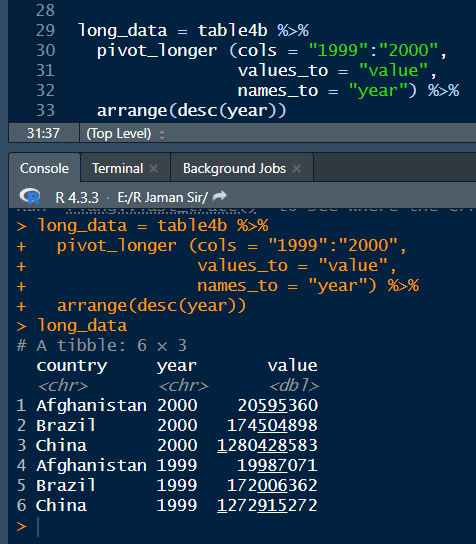 28
29 long_data = table4b %>%
30   pivot_longer (cols = "1999":"2000",
31                 values_to = "value",
32                 names_to = "year") %>%
33   arrange(desc(year))
31:37 (Top Level)
Console Terminal Background Jobs
R 4.3.3 · E:/R Jaman Sir/
to see where the
> long_data = table4b %>%
+   pivot_longer (cols = "1999":"2000",
+                 values_to = "value",
+                 names_to = "year") %>%
+   arrange(desc(year))
> long_data
# A tibble: 6 × 3
  country     year       value
  <chr>       <chr>      <dbl>
1 Afghanistan 2000    20595360
2 Brazil      2000   174504898
3 China       2000  1280428583
4 Afghanistan 1999    19987071
5 Brazil      1999   172006362
6 China       1999  1272915272
>